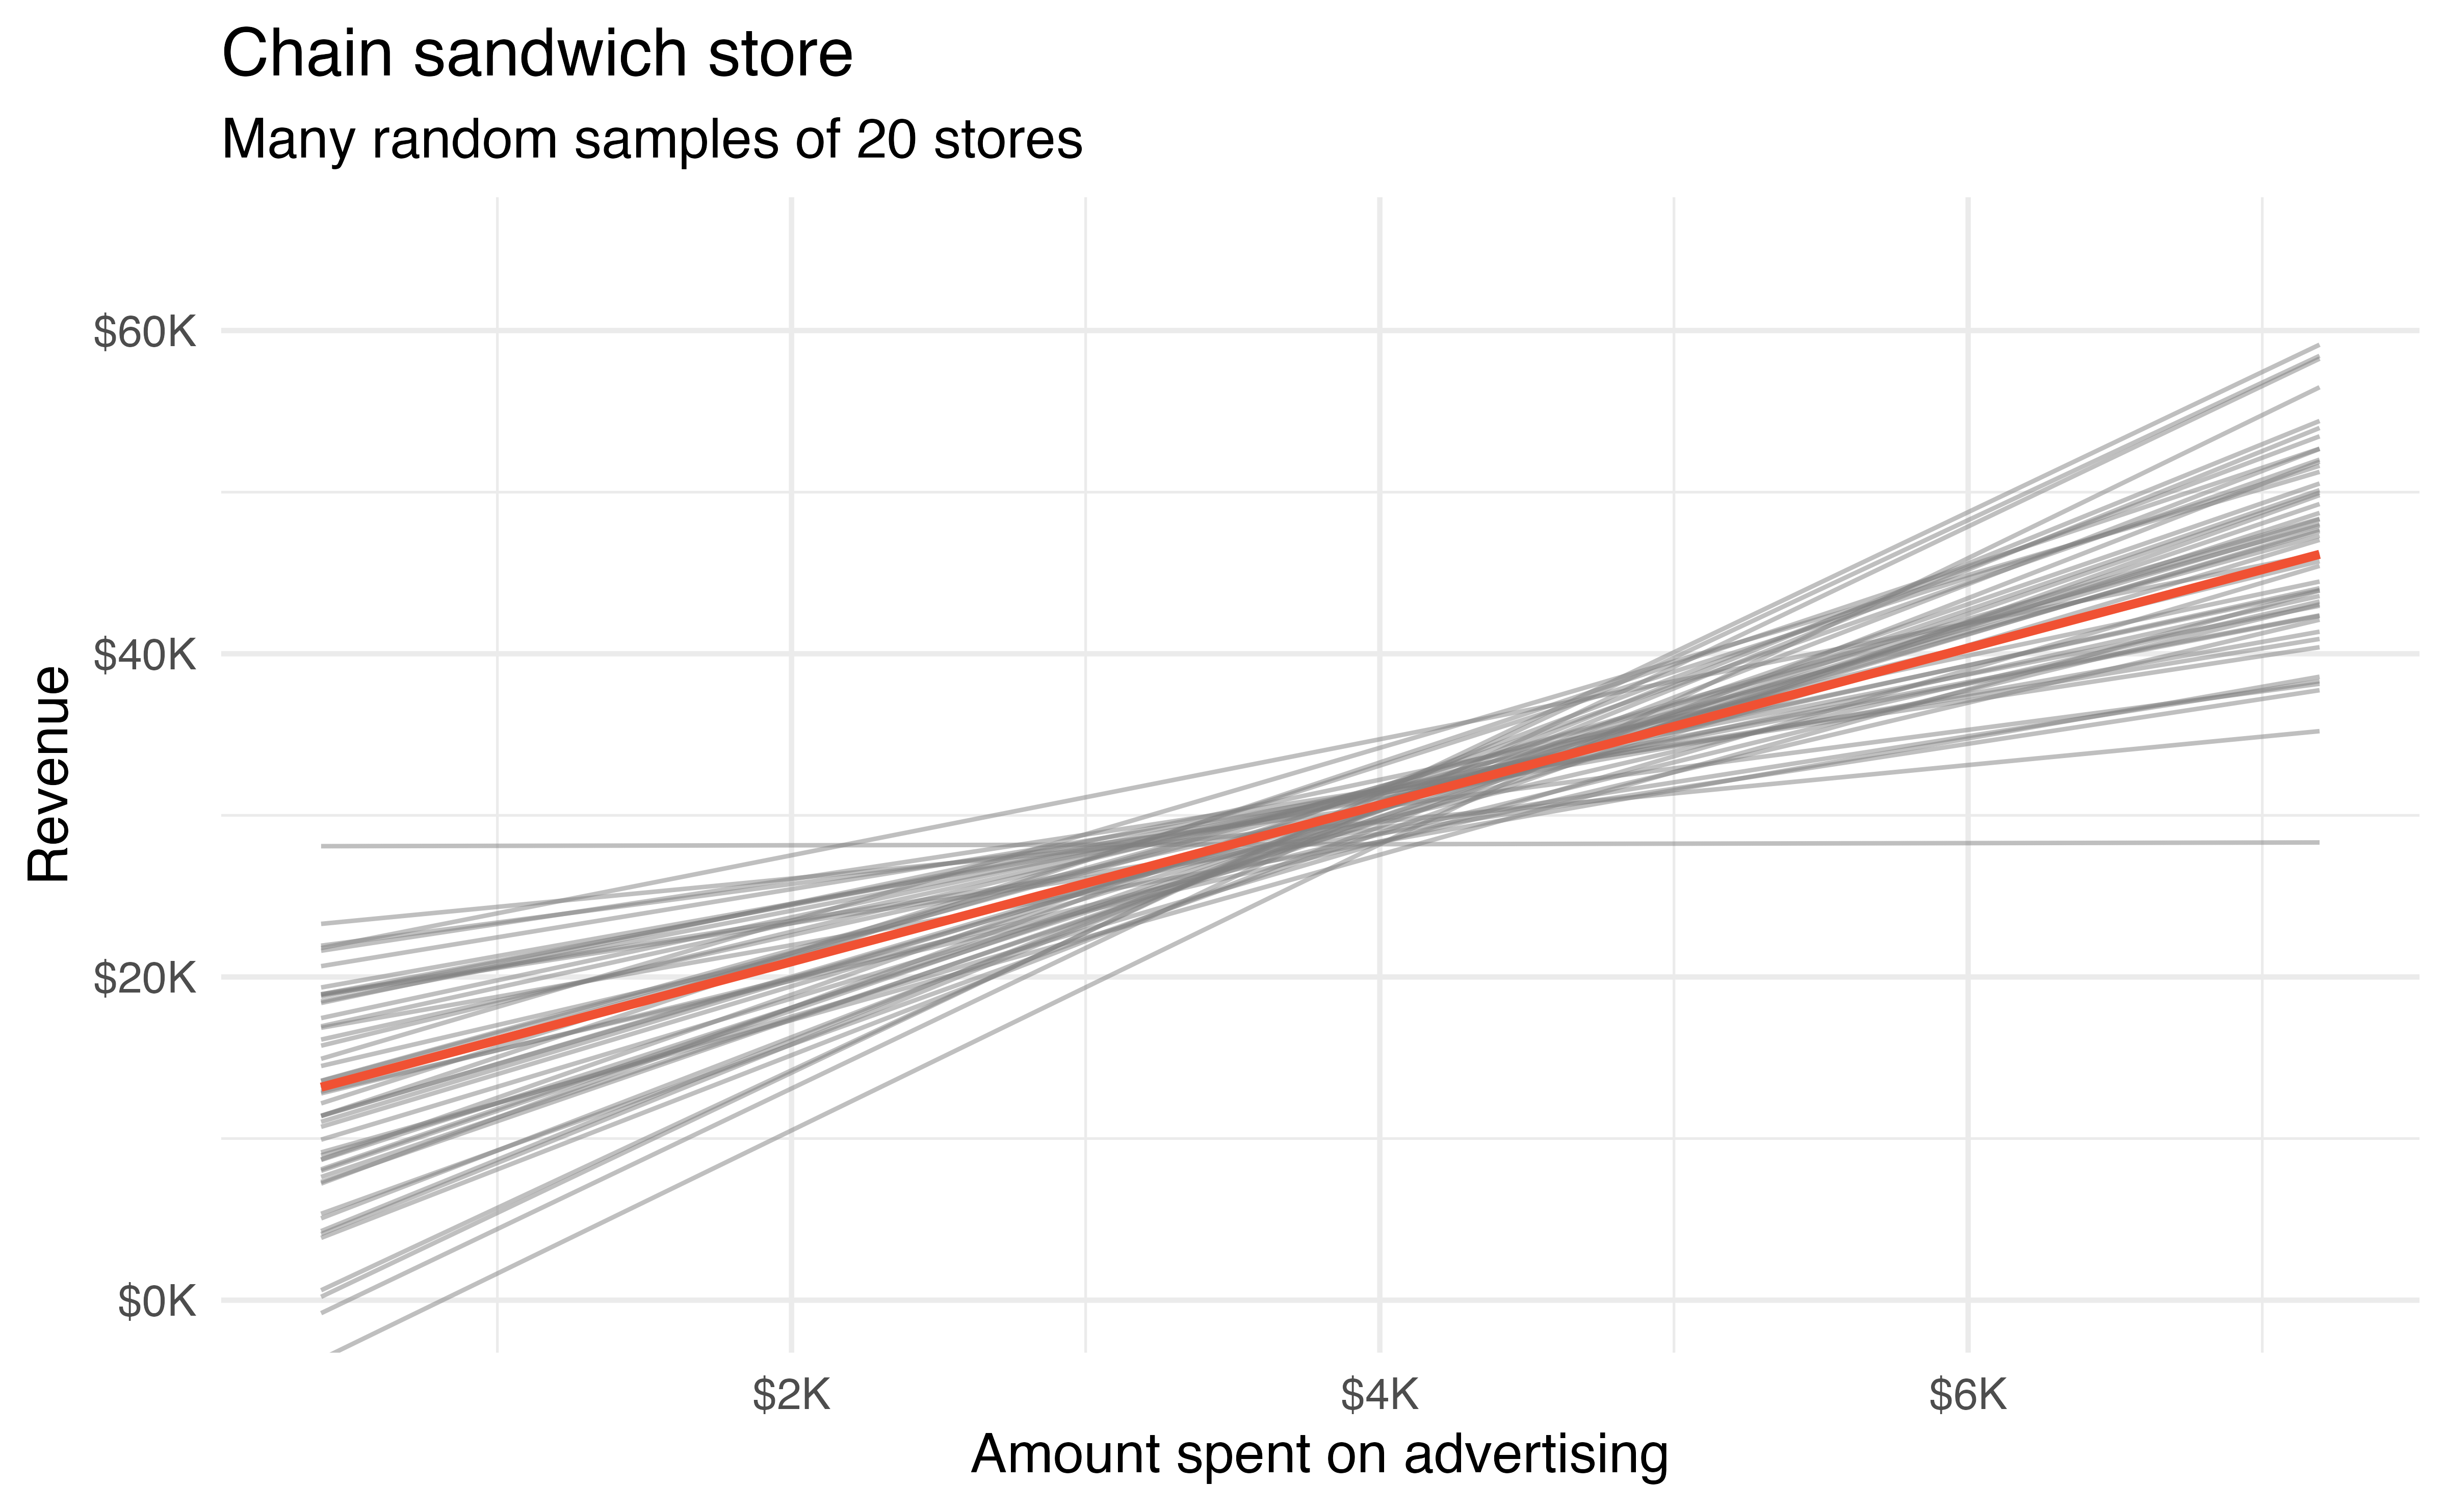 Chain sandwich store
Many random samples of 20 stores
$60K
$40K
$20K
$0K
Revenue
$2K
$4K
$6K
Amount spent on advertising